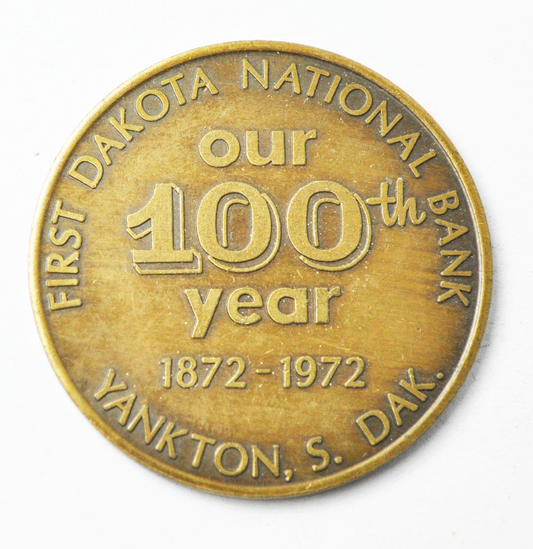 FIRST DAKOTA NATIONAL BANK
our
100th
year
1872-1972
YANKTON, S. DAK.